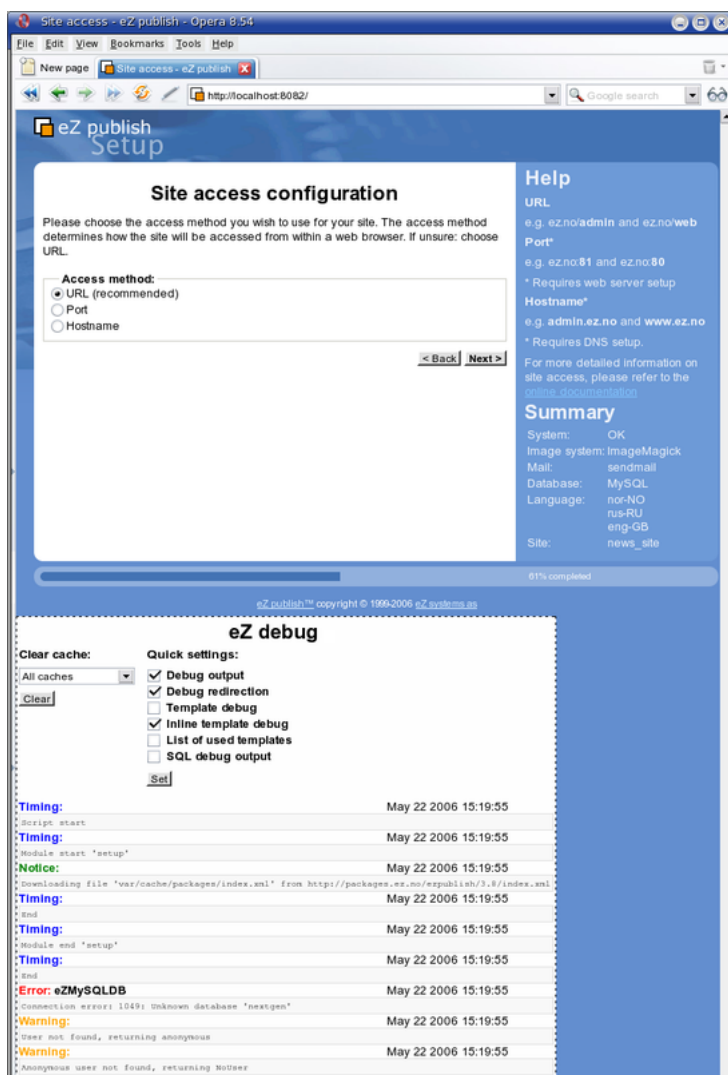 Site access - eZ publish - Opera 8.54
File Edit View Bookmarks Tools Help
New page Site access - eZ publish
http://localhost:8082/ Google search
eZ publish
Setup
Site access configuration
Please choose the access method you wish to use for your site. The access method
determines how the site will be accessed from within a web browser. If unsure: choose
URL.
Access method:
URL (recommended)
Port
Hostname
< Back Next >
Help
URL
e.g. ez.no/admin and ez.no/web
Port*
e.g. ez.no:81 and ez.no:80
* Requires web server setup
Hostname*
e.g. admin.ez.no and www.ez.no
* Requires DNS setup.
For more detailed information on
site access, please refer to the
online documentation
Summary
System: OK
Image system: ImageMagick
Mail: sendmail
Database: MySQL
Language: nor-NO
rus-RU
eng-GB
Site: news_site
61% completed
eZ publish™ copyright © 1999-2006 eZ systems as
eZ debug
Clear cache: Quick settings:
All caches
Clear
Debug output
Debug redirection
Template debug
Inline template debug
List of used templates
SQL debug output
Set
Timing: May 22 2006 15:19:55
Script start
Timing: May 22 2006 15:19:55
Module start 'setup'
Notice: May 22 2006 15:19:55
Downloading file 'var/cache/packages/index.xml' from http://packages.ez.no/ezpublish/3.8/index.xml
Timing: May 22 2006 15:19:55
End
Timing: May 22 2006 15:19:55
Module end 'setup'
Timing: May 22 2006 15:19:55
End
Error: eZMySQLDB May 22 2006 15:19:55
Connection error: 1049: Unknown database 'nextgen'
Warning: May 22 2006 15:19:55
User not found, returning anonymous
Warning: May 22 2006 15:19:55
Anonymous user not found, returning NoUser